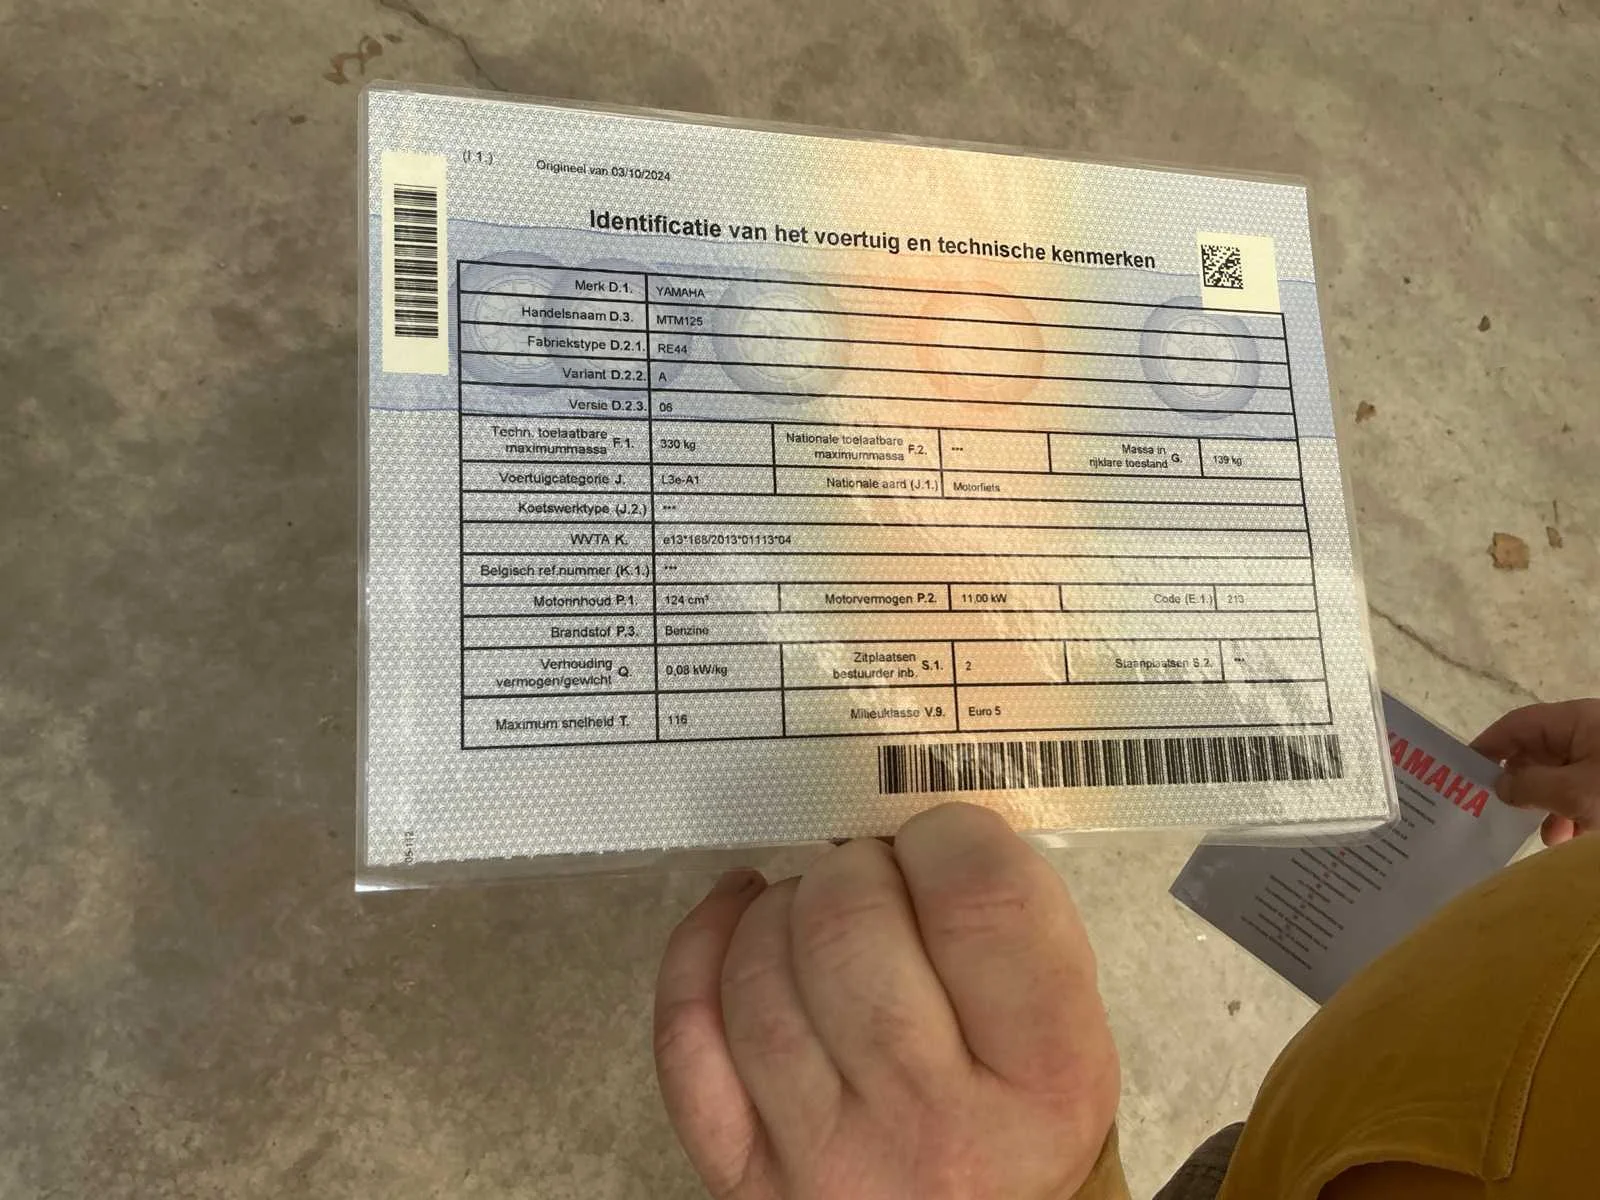 (I.1.)
Origineel van 03/10/2024
Identificatie van het voertuig en technische kenmerken
Merk D.1. YAMAHA
Handelsnaam D.3. MTM125
Fabriekstype D.2.1. RE44
Variant D.2.2. A
Versie D.2.3. 06
Techn. toelaatbare maximummassa F.1. 330 kg Nationale toelaatbare maximummassa F.2. *** Massa in rijklare toestand G. 139 kg
Voertuigcategorie J. L3e-A1 Nationale aard (J.1.) Motorfiets
Koetswerktype (J.2.) ***
WVTA K. e13*168/2013*01113*04
Belgisch ref.nummer (K.1.) ***
Motorinhoud P.1. 124 cm³ Motorvermogen P.2. 11,00 kW Code (E.1.) 213
Brandstof P.3. Benzine
Verhouding vermogen/gewicht Q. 0,08 kW/kg Zitplaatsen bestuurder inb. S.1. 2 Staanplaatsen S.2. ***
Maximum snelheid T. 116 Milieuklasse V.9. Euro 5
YAMAHA